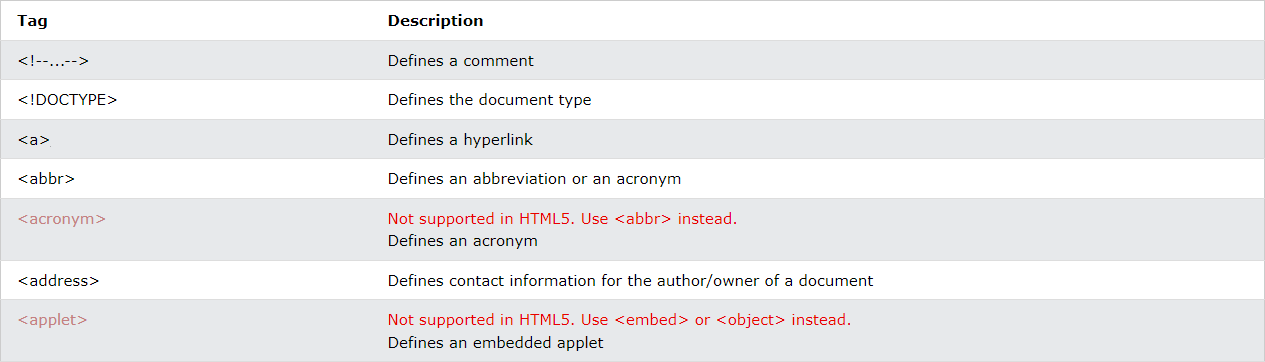 Tag Description
<!--...--> Defines a comment
<!DOCTYPE> Defines the document type
<a> Defines a hyperlink
<abbr> Defines an abbreviation or an acronym
<acronym> Not supported in HTML5. Use <abbr> instead.
Defines an acronym
<address> Defines contact information for the author/owner of a document
<applet> Not supported in HTML5. Use <embed> or <object> instead.
Defines an embedded applet